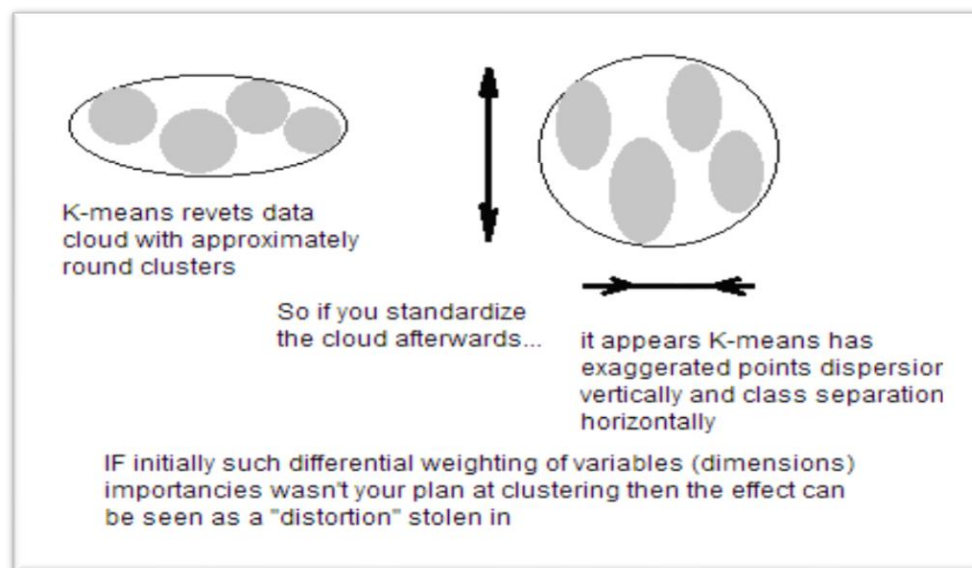 K-means revets data
cloud with approximately
round clusters
So if you standardize
the cloud afterwards...
it appears K-means has
exaggerated points dispersior
vertically and class separation
horizontally
IF initially such differential weighting of variables (dimensions)
importancies wasn't your plan at clustering then the effect can
be seen as a "distortion" stolen in